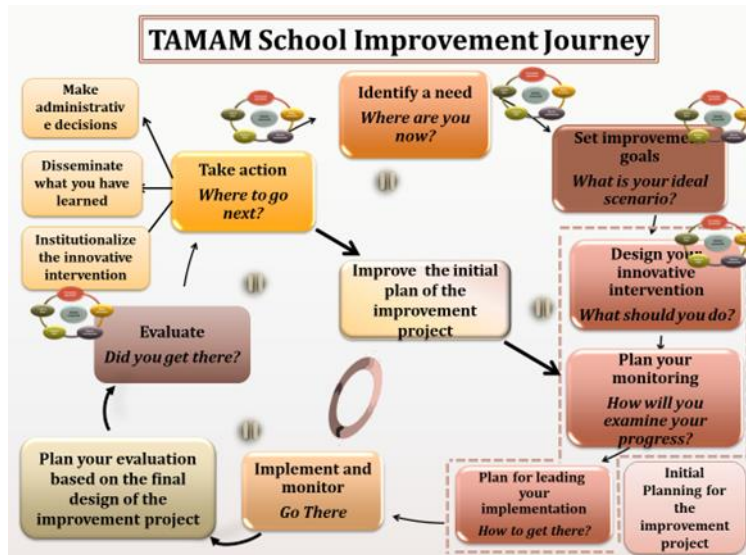 TAMAM School Improvement Journey
Make
administrativ
e decisions
Disseminate
what you have
learned
Institutionalize
the innovative
intervention
Take action
Where to go
next?
Identify a need
Where are you
now?
Set improvement
goals
What is your ideal
scenario?
Design your
innovative
intervention
What should you do?
Improve the initial
plan of the
improvement
project
Plan your
monitoring
How will you
examine your
progress?
Evaluate
Did you get there?
Plan your evaluation
based on the final
design of the
improvement project
Implement and
monitor
Go There
Plan for leading
your
implementation
How to get there?
Initial
Planning for
the
improvement
project